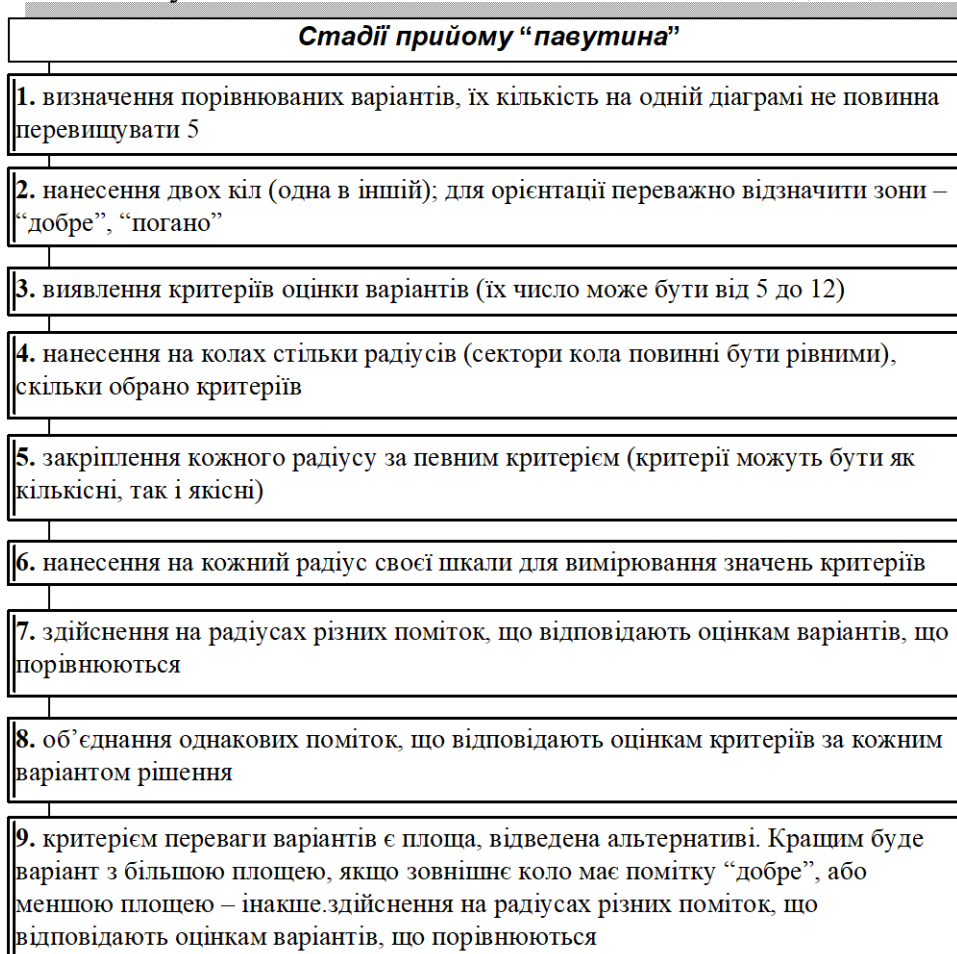 Стадії прийому “павутина”
1. визначення порівнюваних варіантів, їх кількість на одній діаграмі не повинна
перевищувати 5
2. нанесення двох кіл (одна в іншій); для орієнтації переважно відзначити зони –
“добре”, “погано”
3. виявлення критеріїв оцінки варіантів (їх число може бути від 5 до 12)
4. нанесення на колах стільки радіусів (сектори кола повинні бути рівними),
скільки обрано критеріїв
5. закріплення кожного радіусу за певним критерієм (критерії можуть бути як
кількісні, так і якісні)
6. нанесення на кожний радіус своєї шкали для вимірювання значень критеріїв
7. здійснення на радіусах різних поміток, що відповідають оцінкам варіантів, що
порівнюються
8. об’єднання однакових поміток, що відповідають оцінкам критеріїв за кожним
варіантом рішення
9. критерієм переваги варіантів є площа, відведена альтернативі. Кращим буде
варіант з більшою площею, якщо зовнішнє коло має помітку “добре”, або
меншою площею – інакше.здійснення на радіусах різних поміток, що
відповідають оцінкам варіантів, що порівнюються